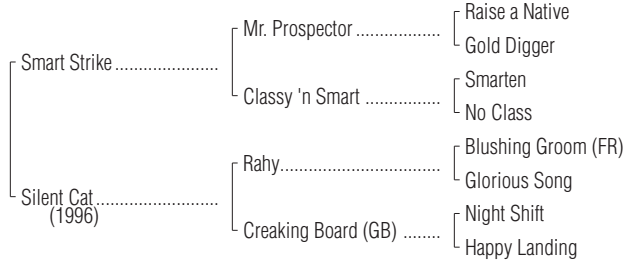 Raise a Native
Mr. Prospector ..................
Gold Digger
Smart Strike ......................
Smarten
Classy 'n Smart ................
No Class
Blushing Groom (FR)
Rahy..................................
Glorious Song
Silent Cat..........................
(1996)
Night Shift
Creaking Board (GB) ........
Happy Landing